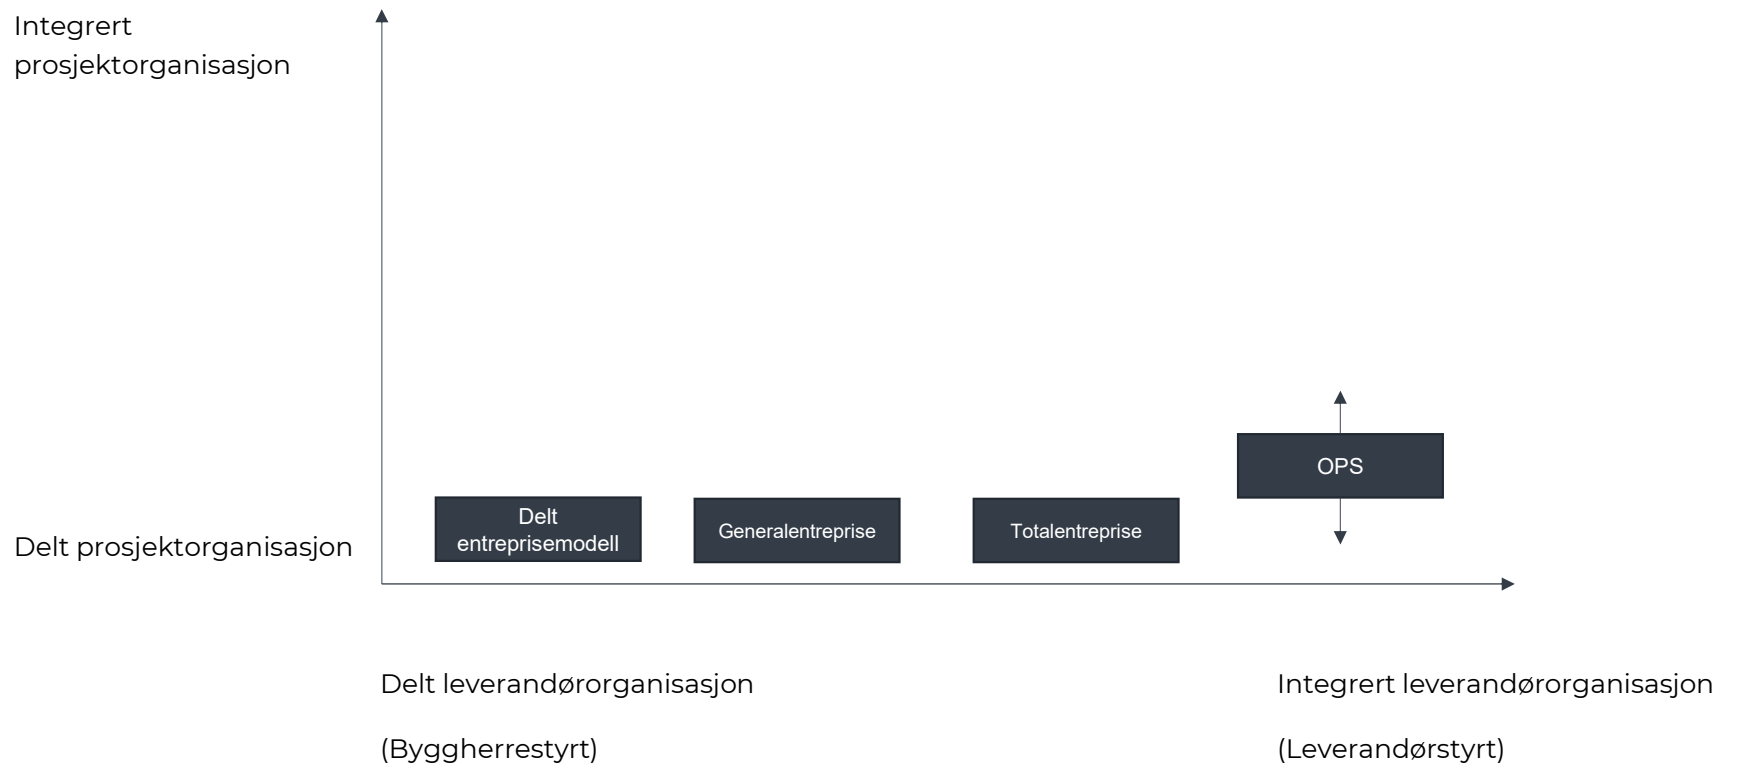 Integrert
prosjektorganisasjon
OPS
Delt
entreprisemodell
Generalentreprise
Totalentreprise
Delt prosjektorganisasjon
Delt leverandørorganisasjon
(Byggherrestyrt)
Integrert leverandørorganisasjon
(Leverandørstyrt)